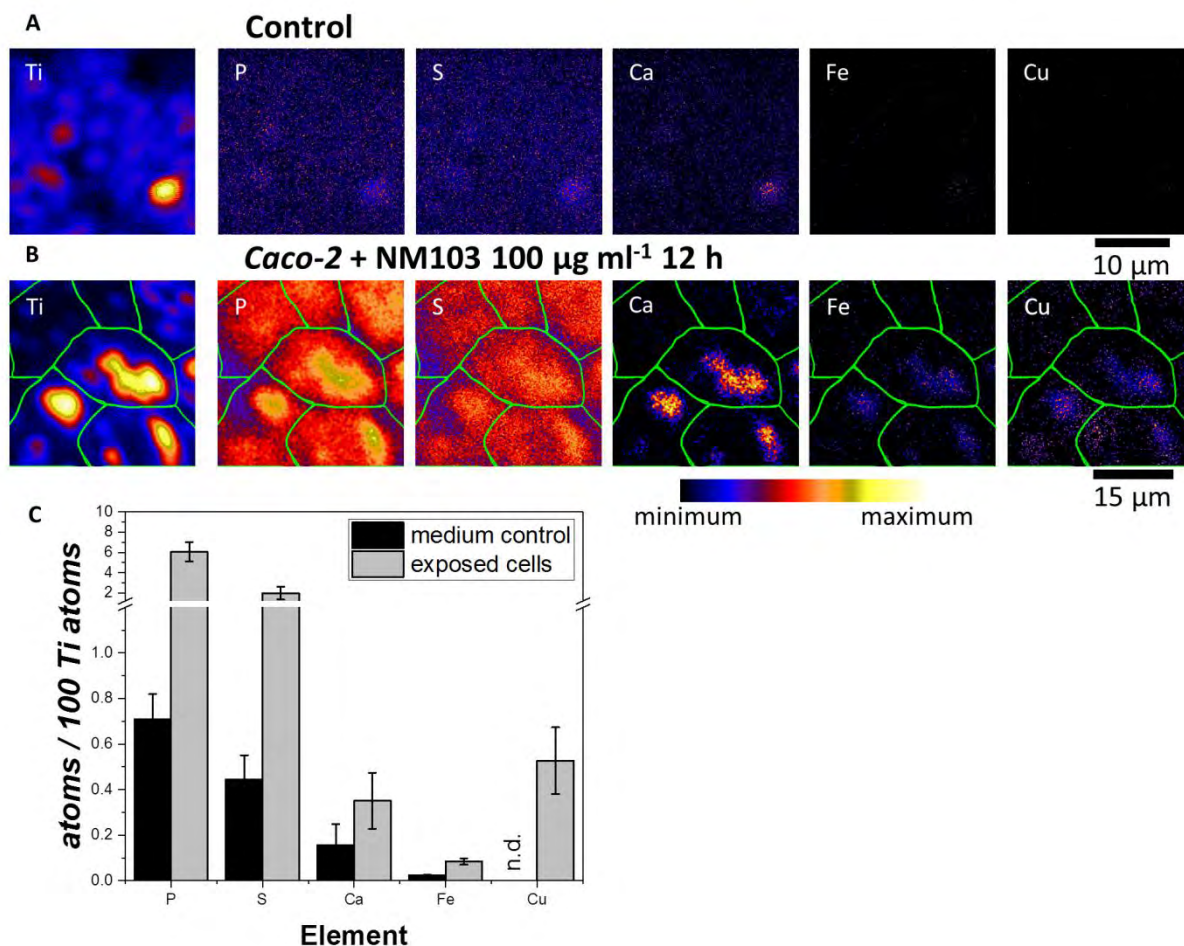 A Control
Ti P S Ca Fe Cu
10 µm
B Caco-2 + NM103 100 µg ml-1 12 h
Ti P S Ca Fe Cu
minimum maximum
15 µm
C
10
8
6
4
2
1.0
0.8
0.6
0.4
0.2
0.0
atoms / 100 Ti atoms
medium control
exposed cells
n.d.
P S Ca Fe Cu
Element